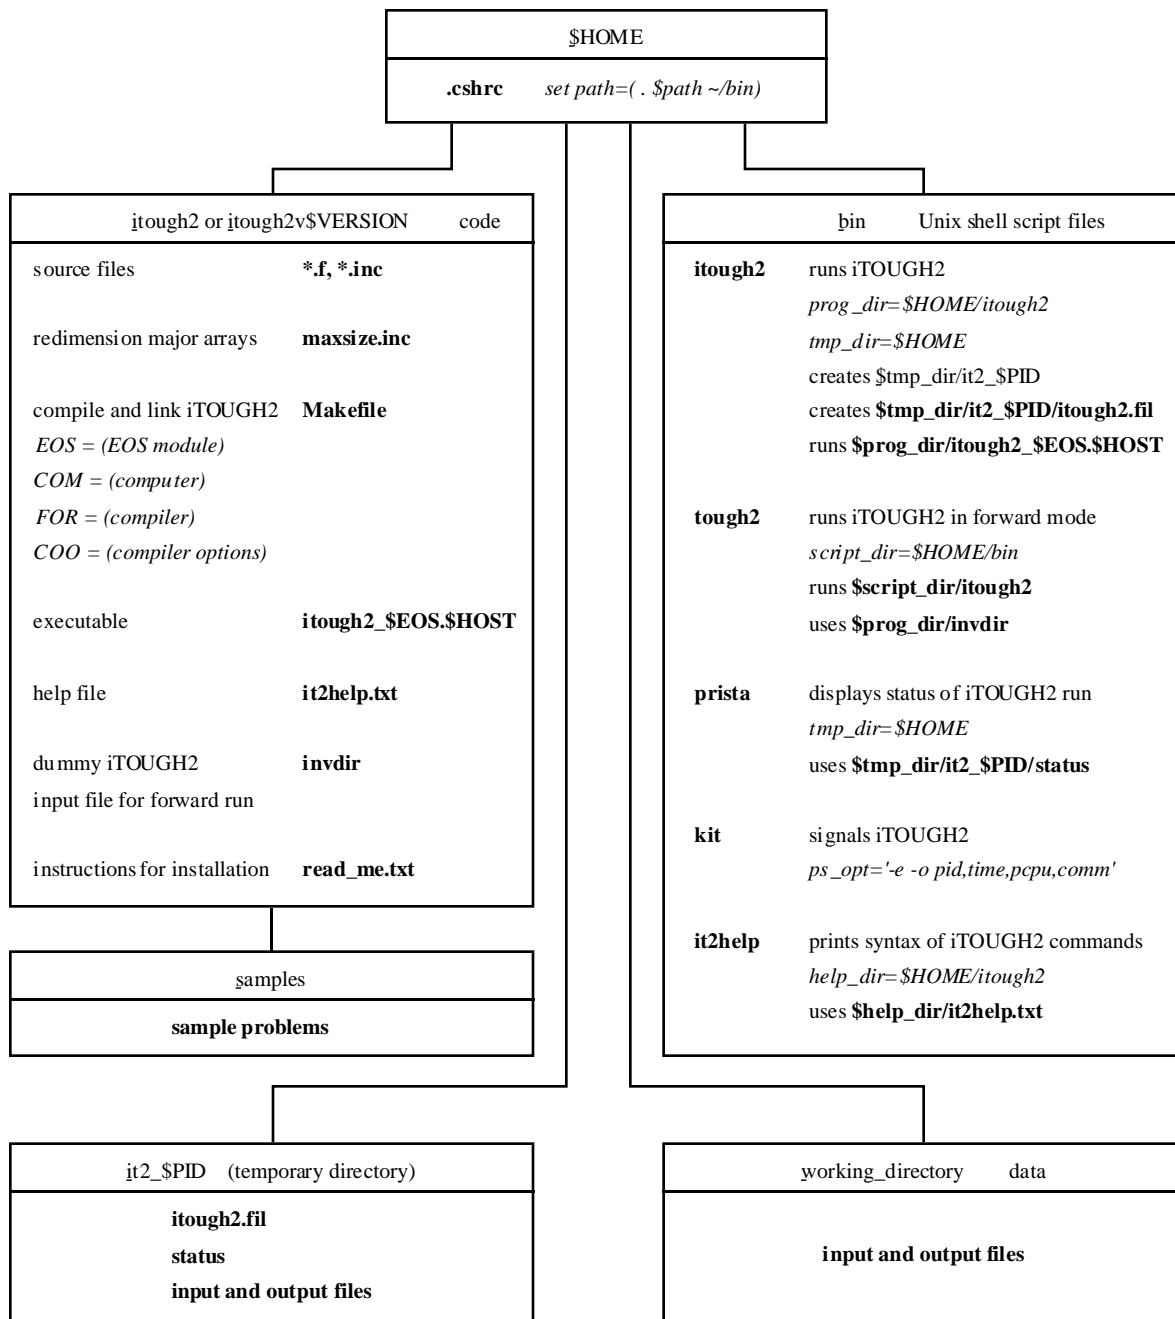 $HOME
.cshrc set path=( . $path ~/bin)
itough2 or itough2v$VERSION code
source files *.f, *.inc
redimension major arrays maxsize.inc
compile and link iTOUGH2 Makefile
EOS = (EOS module)
COM = (computer)
FOR = (compiler)
COO = (compiler options)
executable itough2_$EOS.$HOST
help file it2help.txt
dummy iTOUGH2 invdir
input file for forward run
instructions for installation read_me.txt
samples
sample problems
bin Unix shell script files
itough2 runs iTOUGH2
prog_dir=$HOME/itough2
tmp_dir=$HOME
creates $tmp_dir/it2_$PID
creates $tmp_dir/it2_$PID/itough2.fil
runs $prog_dir/itough2_$EOS.$HOST
tough2 runs iTOUGH2 in forward mode
script_dir=$HOME/bin
runs $script_dir/itough2
uses $prog_dir/invdir
prista displays status of iTOUGH2 run
tmp_dir=$HOME
uses $tmp_dir/it2_$PID/status
kit signals iTOUGH2
ps_opt='-e -o pid,time,pcpu,comm'
it2help prints syntax of iTOUGH2 commands
help_dir=$HOME/itough2
uses $help_dir/it2help.txt
it2_$PID (temporary directory)
itough2.fil
status
input and output files
working_directory data
input and output files